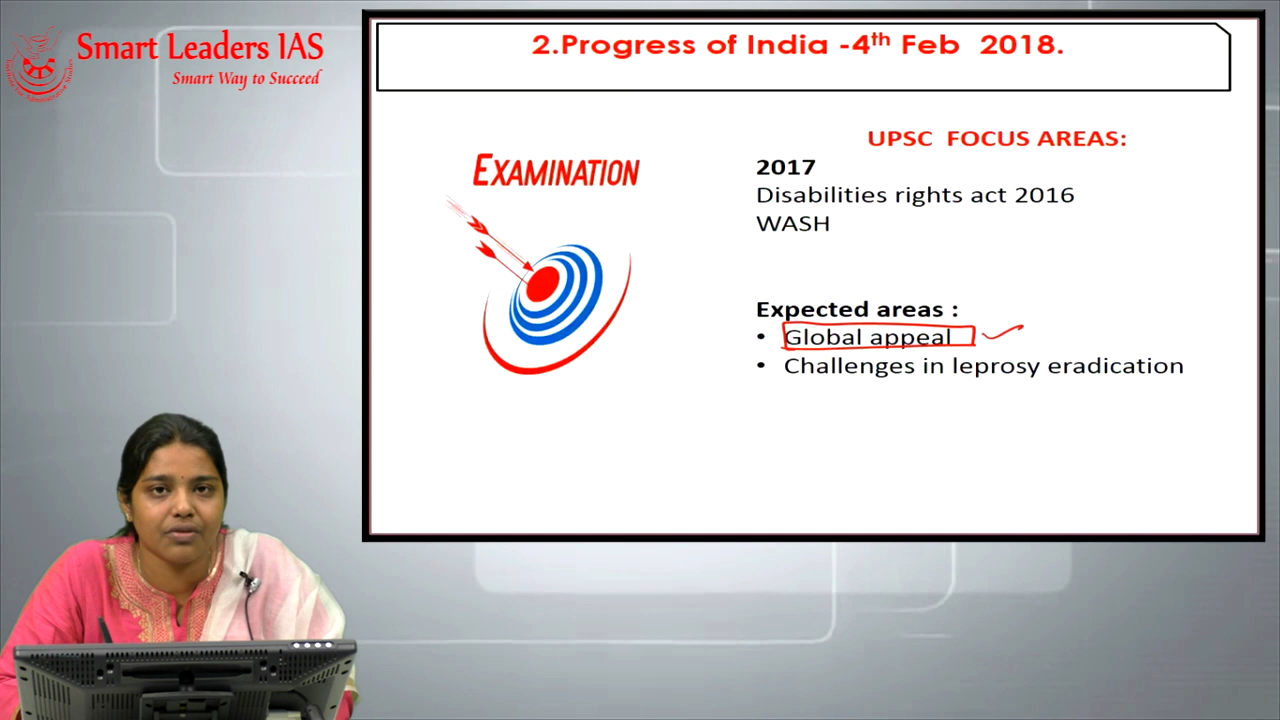 Smart Leaders IAS
Smart Way to Succeed
2.Progress of India -4th Feb 2018.
EXAMINATION
UPSC FOCUS AREAS:
2017
Disabilities rights act 2016
WASH
Expected areas :
• Global appeal
• Challenges in leprosy eradication